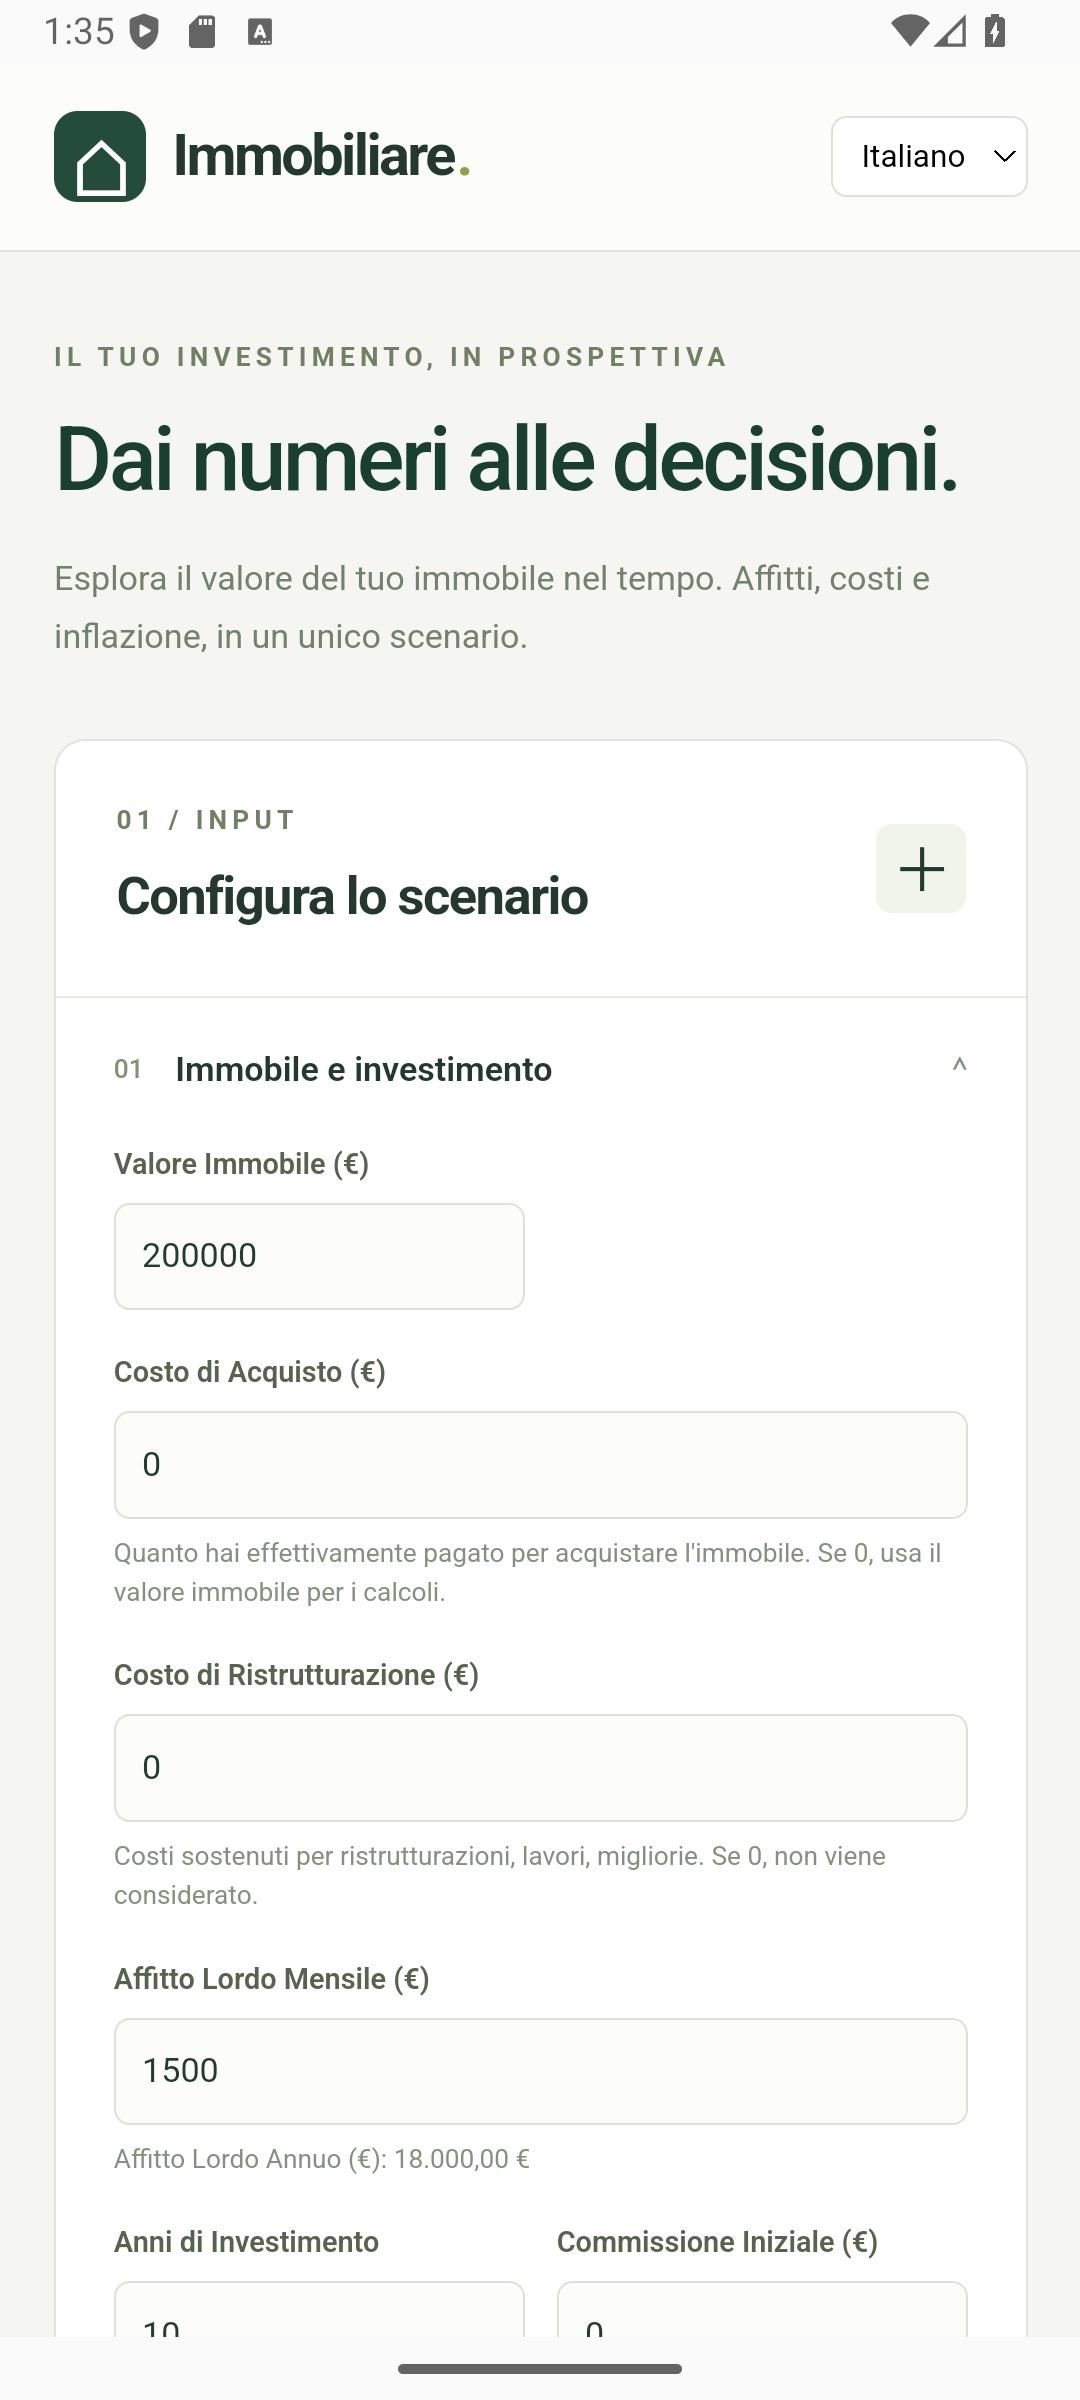 1:35
Immobiliare.
Italiano
IL TUO INVESTIMENTO, IN PROSPETTIVA
Dai numeri alle decisioni.
Esplora il valore del tuo immobile nel tempo. Affitti, costi e
inflazione, in un unico scenario.
01 / INPUT
Configura lo scenario
01 Immobile e investimento
Valore Immobile (€)
200000
Costo di Acquisto (€)
0
Quanto hai effettivamente pagato per acquistare l'immobile. Se 0, usa il
valore immobile per i calcoli.
Costo di Ristrutturazione (€)
0
Costi sostenuti per ristrutturazioni, lavori, migliorie. Se 0, non viene
considerato.
Affitto Lordo Mensile (€)
1500
Affitto Lordo Annuo (€): 18.000,00 €
Anni di Investimento Commissione Iniziale (€)
10 0